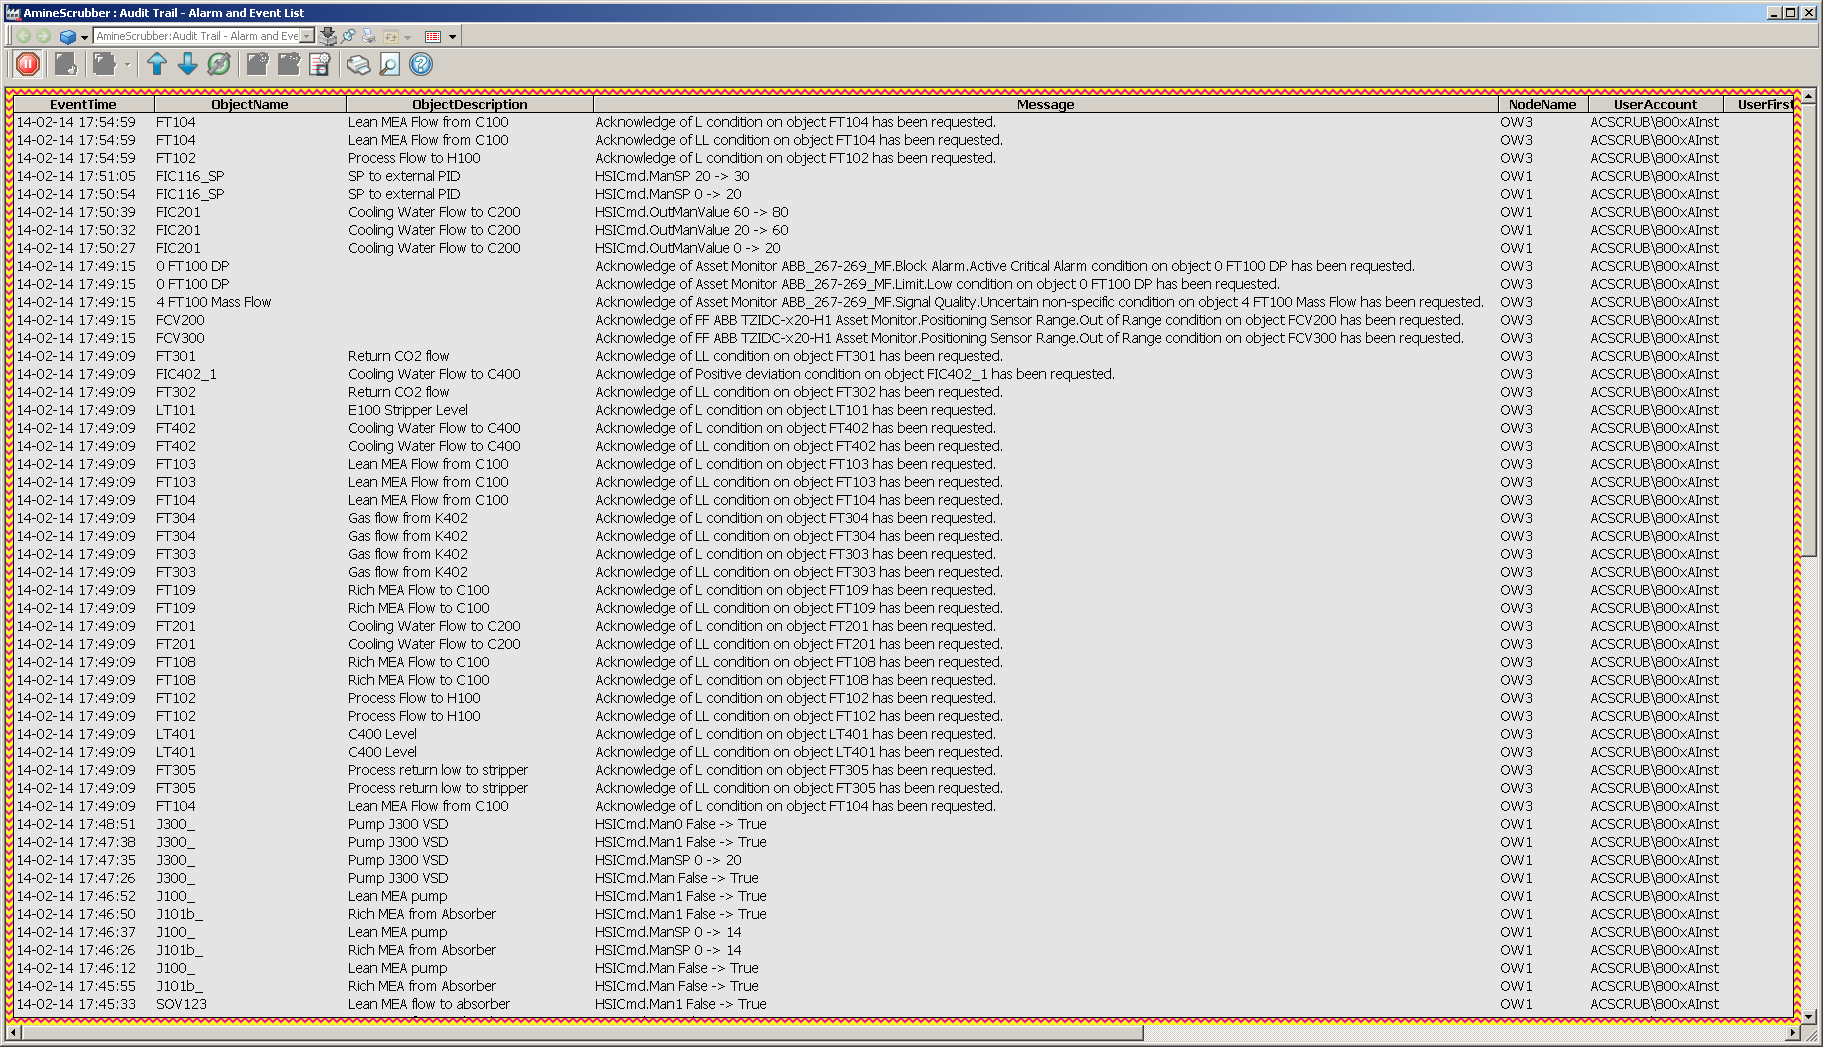 AmineScrubber : Audit Trail - Alarm and Event List
AmineScrubber:Audit Trail - Alarm and Eve
EventTime ObjectName ObjectDescription Message NodeName UserAccount UserFirst
14-02-14 17:54:59 FT104 Lean MEA Flow from C100 Acknowledge of L condition on object FT104 has been requested. OW3 ACSCRUB\800xAInst
14-02-14 17:54:59 FT104 Lean MEA Flow from C100 Acknowledge of LL condition on object FT104 has been requested. OW3 ACSCRUB\800xAInst
14-02-14 17:54:59 FT102 Process Flow to H100 Acknowledge of L condition on object FT102 has been requested. OW3 ACSCRUB\800xAInst
14-02-14 17:51:05 FIC116_SP SP to external PID HSICmd.ManSP 20 -> 30 OW1 ACSCRUB\800xAInst
14-02-14 17:50:54 FIC116_SP SP to external PID HSICmd.ManSP 0 -> 20 OW1 ACSCRUB\800xAInst
14-02-14 17:50:39 FIC201 Cooling Water Flow to C200 HSICmd.OutManValue 60 -> 80 OW1 ACSCRUB\800xAInst
14-02-14 17:50:32 FIC201 Cooling Water Flow to C200 HSICmd.OutManValue 20 -> 60 OW1 ACSCRUB\800xAInst
14-02-14 17:50:27 FIC201 Cooling Water Flow to C200 HSICmd.OutManValue 0 -> 20 OW1 ACSCRUB\800xAInst
14-02-14 17:49:15 0 FT100 DP Acknowledge of Asset Monitor ABB_267-269_MF.Block Alarm.Active Critical Alarm condition on object 0 FT100 DP has been requested. OW3 ACSCRUB\800xAInst
14-02-14 17:49:15 0 FT100 DP Acknowledge of Asset Monitor ABB_267-269_MF.Limit.Low condition on object 0 FT100 DP has been requested. OW3 ACSCRUB\800xAInst
14-02-14 17:49:15 4 FT100 Mass Flow Acknowledge of Asset Monitor ABB_267-269_MF.Signal Quality.Uncertain non-specific condition on object 4 FT100 Mass Flow has been requested. OW3 ACSCRUB\800xAInst
14-02-14 17:49:15 FCV200 Acknowledge of FF ABB TZIDC-x20-H1 Asset Monitor.Positioning Sensor Range.Out of Range condition on object FCV200 has been requested. OW3 ACSCRUB\800xAInst
14-02-14 17:49:15 FCV300 Acknowledge of FF ABB TZIDC-x20-H1 Asset Monitor.Positioning Sensor Range.Out of Range condition on object FCV300 has been requested. OW3 ACSCRUB\800xAInst
14-02-14 17:49:09 FT301 Return CO2 flow Acknowledge of LL condition on object FT301 has been requested. OW3 ACSCRUB\800xAInst
14-02-14 17:49:09 FIC402_1 Cooling Water Flow to C400 Acknowledge of Positive deviation condition on object FIC402_1 has been requested. OW3 ACSCRUB\800xAInst
14-02-14 17:49:09 FT302 Return CO2 flow Acknowledge of LL condition on object FT302 has been requested. OW3 ACSCRUB\800xAInst
14-02-14 17:49:09 LT101 E100 Stripper Level Acknowledge of L condition on object LT101 has been requested. OW3 ACSCRUB\800xAInst
14-02-14 17:49:09 FT402 Cooling Water Flow to C400 Acknowledge of L condition on object FT402 has been requested. OW3 ACSCRUB\800xAInst
14-02-14 17:49:09 FT402 Cooling Water Flow to C400 Acknowledge of LL condition on object FT402 has been requested. OW3 ACSCRUB\800xAInst
14-02-14 17:49:09 FT103 Lean MEA Flow from C100 Acknowledge of L condition on object FT103 has been requested. OW3 ACSCRUB\800xAInst
14-02-14 17:49:09 FT103 Lean MEA Flow from C100 Acknowledge of LL condition on object FT103 has been requested. OW3 ACSCRUB\800xAInst
14-02-14 17:49:09 FT104 Lean MEA Flow from C100 Acknowledge of LL condition on object FT104 has been requested. OW3 ACSCRUB\800xAInst
14-02-14 17:49:09 FT304 Gas flow from K402 Acknowledge of L condition on object FT304 has been requested. OW3 ACSCRUB\800xAInst
14-02-14 17:49:09 FT304 Gas flow from K402 Acknowledge of LL condition on object FT304 has been requested. OW3 ACSCRUB\800xAInst
14-02-14 17:49:09 FT303 Gas flow from K402 Acknowledge of L condition on object FT303 has been requested. OW3 ACSCRUB\800xAInst
14-02-14 17:49:09 FT303 Gas flow from K402 Acknowledge of LL condition on object FT303 has been requested. OW3 ACSCRUB\800xAInst
14-02-14 17:49:09 FT109 Rich MEA Flow to C100 Acknowledge of L condition on object FT109 has been requested. OW3 ACSCRUB\800xAInst
14-02-14 17:49:09 FT109 Rich MEA Flow to C100 Acknowledge of LL condition on object FT109 has been requested. OW3 ACSCRUB\800xAInst
14-02-14 17:49:09 FT201 Cooling Water Flow to C200 Acknowledge of L condition on object FT201 has been requested. OW3 ACSCRUB\800xAInst
14-02-14 17:49:09 FT201 Cooling Water Flow to C200 Acknowledge of LL condition on object FT201 has been requested. OW3 ACSCRUB\800xAInst
14-02-14 17:49:09 FT108 Rich MEA Flow to C100 Acknowledge of LL condition on object FT108 has been requested. OW3 ACSCRUB\800xAInst
14-02-14 17:49:09 FT108 Rich MEA Flow to C100 Acknowledge of L condition on object FT108 has been requested. OW3 ACSCRUB\800xAInst
14-02-14 17:49:09 FT102 Process Flow to H100 Acknowledge of L condition on object FT102 has been requested. OW3 ACSCRUB\800xAInst
14-02-14 17:49:09 FT102 Process Flow to H100 Acknowledge of LL condition on object FT102 has been requested. OW3 ACSCRUB\800xAInst
14-02-14 17:49:09 LT401 C400 Level Acknowledge of L condition on object LT401 has been requested. OW3 ACSCRUB\800xAInst
14-02-14 17:49:09 LT401 C400 Level Acknowledge of LL condition on object LT401 has been requested. OW3 ACSCRUB\800xAInst
14-02-14 17:49:09 FT305 Process return low to stripper Acknowledge of L condition on object FT305 has been requested. OW3 ACSCRUB\800xAInst
14-02-14 17:49:09 FT305 Process return low to stripper Acknowledge of LL condition on object FT305 has been requested. OW3 ACSCRUB\800xAInst
14-02-14 17:49:09 FT104 Lean MEA Flow from C100 Acknowledge of L condition on object FT104 has been requested. OW3 ACSCRUB\800xAInst
14-02-14 17:48:51 J300_ Pump J300 VSD HSICmd.Man0 False -> True OW1 ACSCRUB\800xAInst
14-02-14 17:47:38 J300_ Pump J300 VSD HSICmd.Man1 False -> True OW1 ACSCRUB\800xAInst
14-02-14 17:47:35 J300_ Pump J300 VSD HSICmd.ManSP 0 -> 20 OW1 ACSCRUB\800xAInst
14-02-14 17:47:26 J300_ Pump J300 VSD HSICmd.Man False -> True OW1 ACSCRUB\800xAInst
14-02-14 17:46:52 J100_ Lean MEA pump HSICmd.Man1 False -> True OW1 ACSCRUB\800xAInst
14-02-14 17:46:50 J101b_ Rich MEA from Absorber HSICmd.Man1 False -> True OW1 ACSCRUB\800xAInst
14-02-14 17:46:37 J100_ Lean MEA pump HSICmd.ManSP 0 -> 14 OW1 ACSCRUB\800xAInst
14-02-14 17:46:26 J101b_ Rich MEA from Absorber HSICmd.ManSP 0 -> 14 OW1 ACSCRUB\800xAInst
14-02-14 17:46:12 J100_ Lean MEA pump HSICmd.Man False -> True OW1 ACSCRUB\800xAInst
14-02-14 17:45:55 J101b_ Rich MEA from Absorber HSICmd.Man False -> True OW1 ACSCRUB\800xAInst
14-02-14 17:45:33 SOV123 Lean MEA flow to absorber HSICmd.Man1 False -> True OW1 ACSCRUB\800xAInst